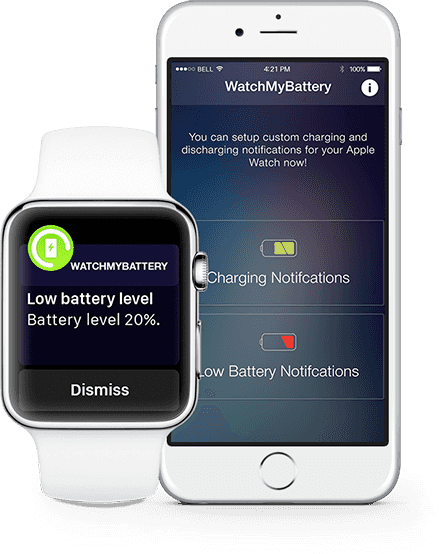 BELL 4:21 PM 100%
WatchMyBattery
i
You can setup custom charging and
discharging notifications for your Apple
Watch now!
Charging Notifcations
Low Battery Notifcations
WATCHMYBATTERY
Low battery level
Battery level 20%.
Dismiss